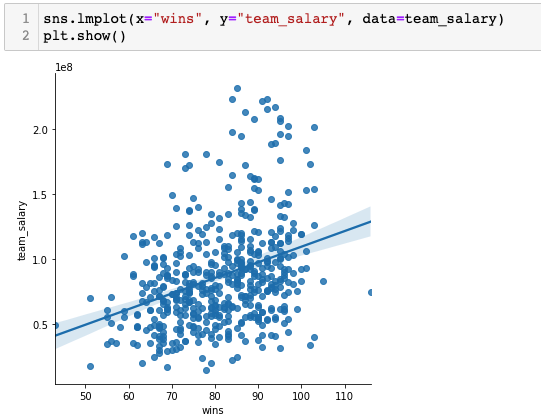 1 sns.lmplot(x="wins", y="team_salary", data=team_salary)
2 plt.show()
1e8
2.0
1.5
1.0
0.5
team_salary
50 60 70 80 90 100 110
wins